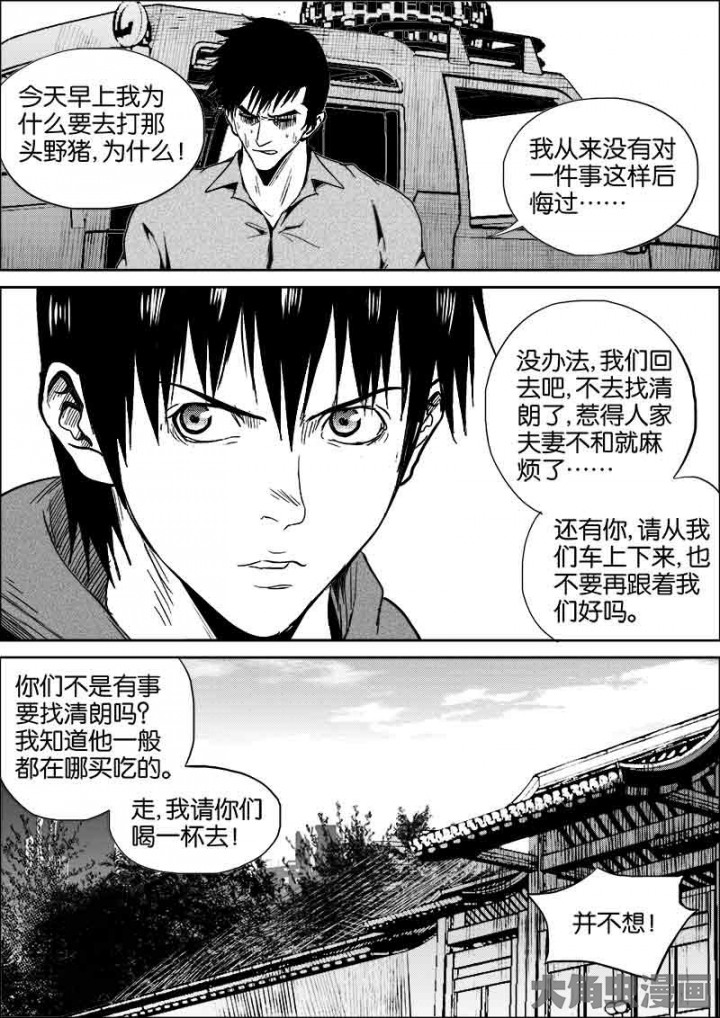 今天早上我为
什么要去打那
头野猪，为什么！
我从来没有对
一件事这样后
悔过……
没办法，我们回
去吧，不去找清
朗了，惹得人家
夫妻不和就麻
烦了……
还有你，请从我
们车上下来，也
不要再跟着我
们好吗。
你们不是有事
要找清朗吗？
我知道他一般
都在哪买吃的。
走，我请你们
喝一杯去！
并不想！
大角虫漫画